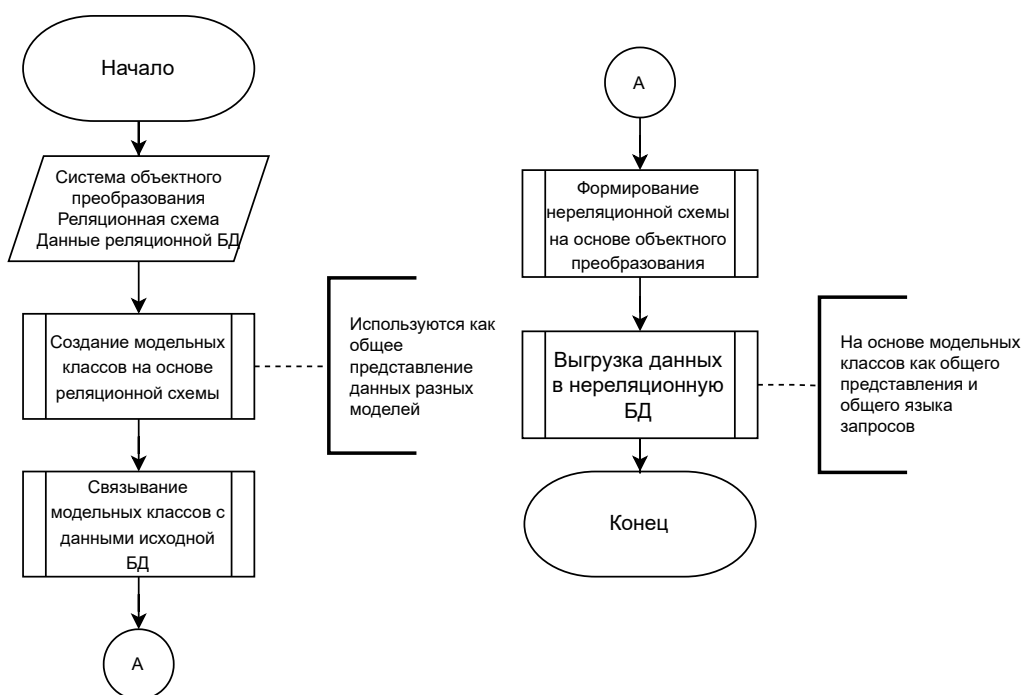 Начало
Система объектного
преобразования
Реляционная схема
Данные реляционной БД
Создание модельных
классов на основе
реляционной схемы
Используются как
общее
представление
данных разных
моделей
Связывание
модельных классов с
данными исходной
БД
А
А
Формирование
нереляционной схемы
на основе объектного
преобразования
Выгрузка данных
в нереляционную
БД
На основе модельных
классов как общего
представления и
общего языка
запросов
Конец